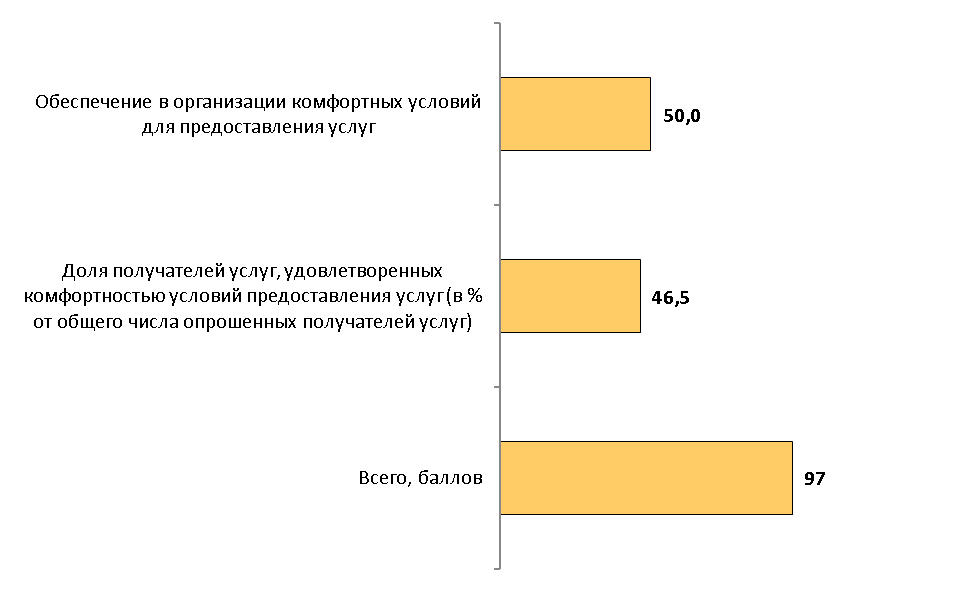 Обеспечение в организации комфортных условий
для предоставления услуг
50,0
Доля получателей услуг, удовлетворенных
комфортностью условий предоставления услуг (в %
от общего числа опрошенных получателей услуг)
46,5
Всего, баллов
97